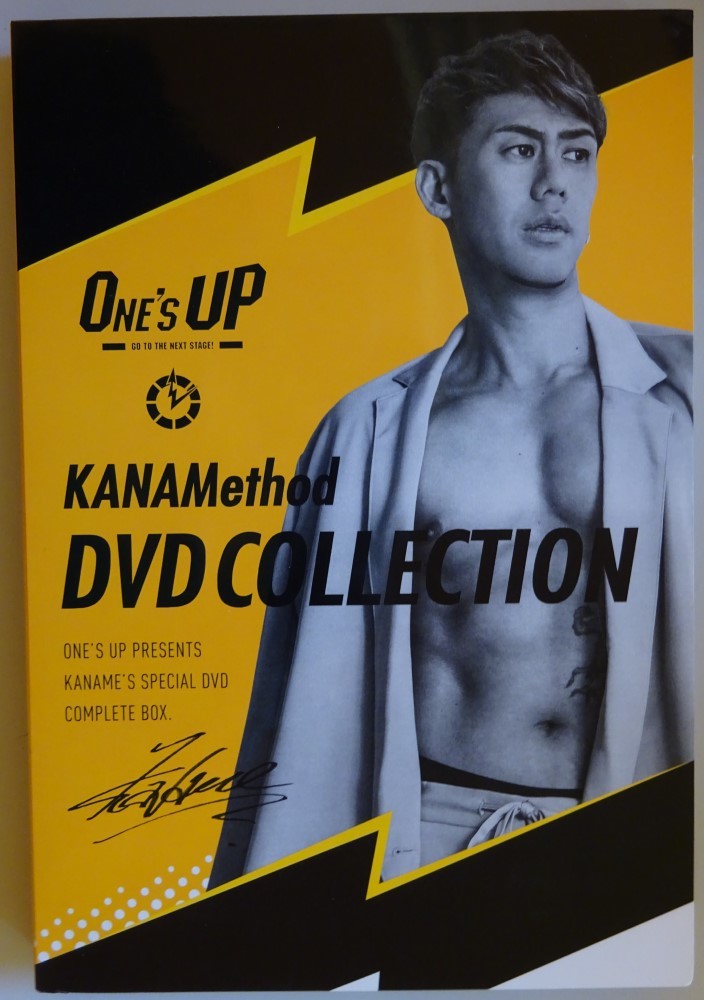 ONE'S UP
GO TO THE NEXT STAGE!
KANAMethod
DVD COLLECTION
ONE'S UP PRESENTS
KANAME'S SPECIAL DVD
COMPLETE BOX.